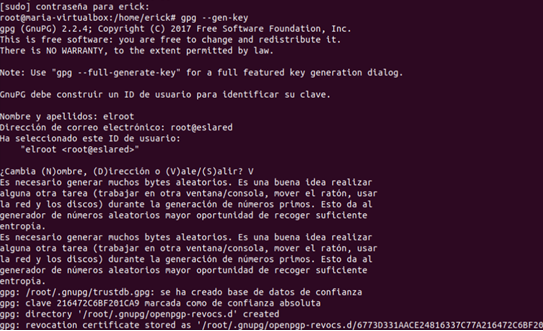 [sudo] contraseña para erick:
root@maria-virtualbox:/home/erick# gpg --gen-key
gpg (GnuPG) 2.2.4; Copyright (C) 2017 Free Software Foundation, Inc.
This is free software: you are free to change and redistribute it.
There is NO WARRANTY, to the extent permitted by law.
Note: Use "gpg --full-generate-key" for a full featured key generation dialog.
GnuPG debe construir un ID de usuario para identificar su clave.
Nombre y apellidos: elroot
Dirección de correo electrónico: root@eslared
Ha seleccionado este ID de usuario:
"elroot <root@eslared>"
¿Cambia (N)ombre, (D)irección o (V)ale/(S)alir? V
Es necesario generar muchos bytes aleatorios. Es una buena idea realizar
alguna otra tarea (trabajar en otra ventana/consola, mover el ratón, usar
la red y los discos) durante la generación de números primos. Esto da al
generador de números aleatorios mayor oportunidad de recoger suficiente
entropía.
Es necesario generar muchos bytes aleatorios. Es una buena idea realizar
alguna otra tarea (trabajar en otra ventana/consola, mover el ratón, usar
la red y los discos) durante la generación de números primos. Esto da al
generador de números aleatorios mayor oportunidad de recoger suficiente
entropía.
gpg: /root/.gnupg/trustdb.gpg: se ha creado base de datos de confianza
gpg: clave 216472C6BF201CA9 marcada como de confianza absoluta
gpg: directory '/root/.gnupg/openpgp-revocs.d' created
gpg: revocation certificate stored as '/root/.gnupg/openpgp-revocs.d/6773D331AACE24816337C77A216472C6BF20